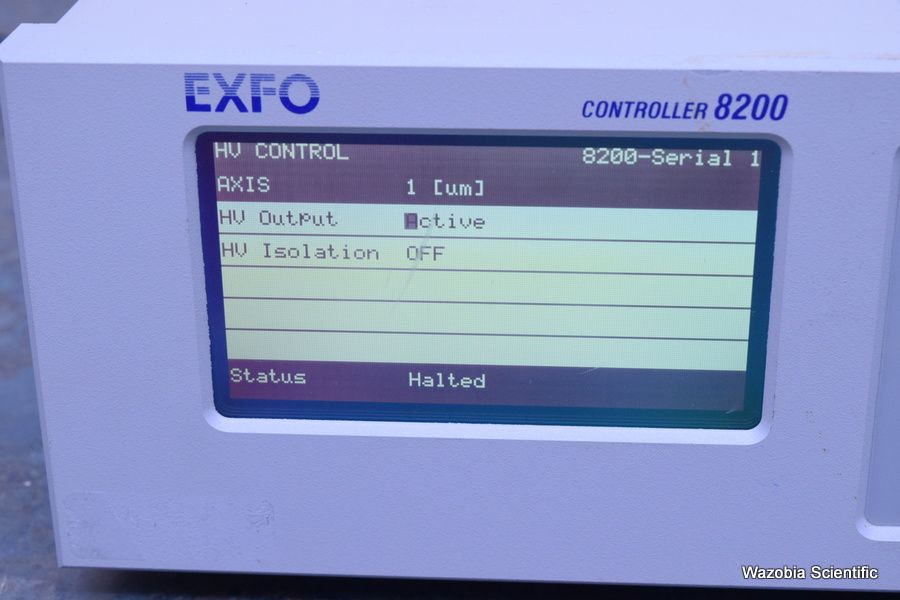 EXFO
CONTROLLER 8200
HV CONTROL 8200-Serial 1
AXIS 1 [um]
HV Output Active
HV Isolation OFF
Status Halted
Wazobia Scientific